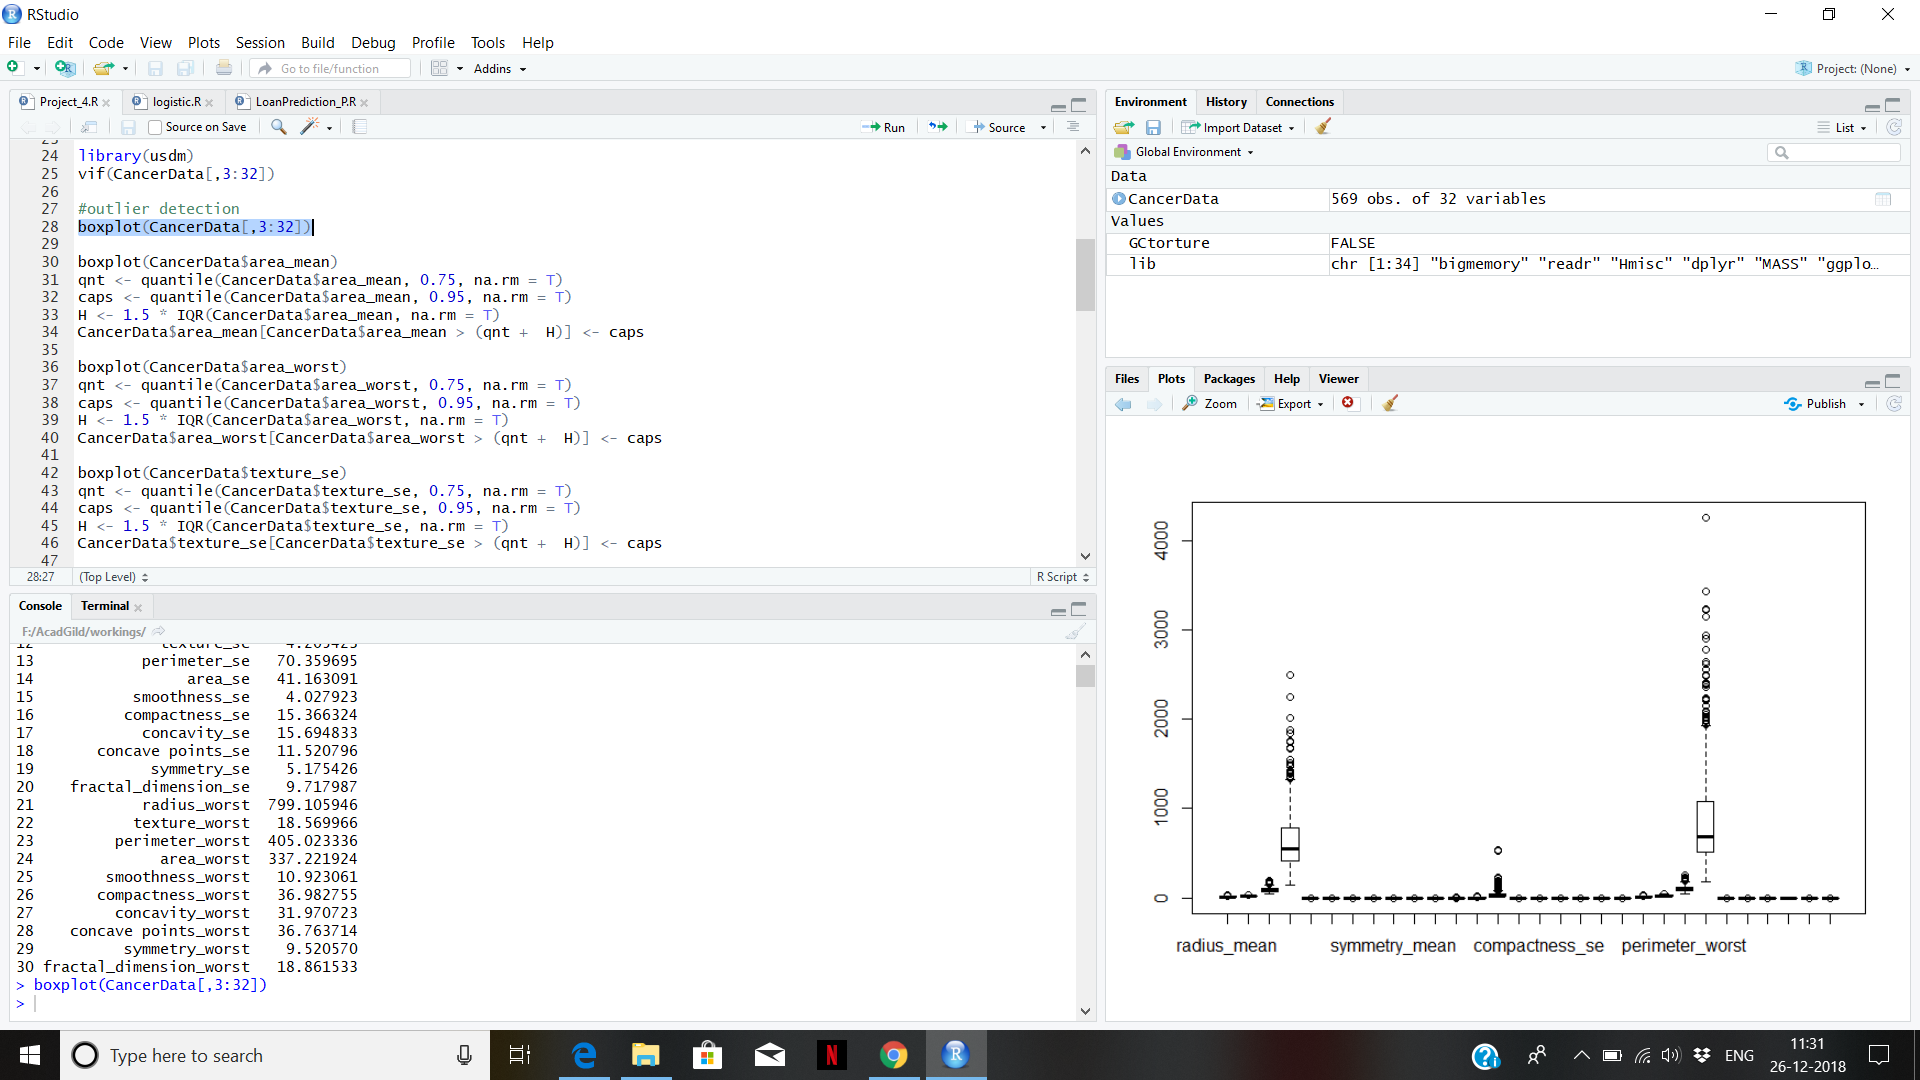 RStudio
File Edit Code View Plots Session Build Debug Profile Tools Help
Go to file/function Addins Project: (None)
Project_4.R logistic.R LoanPrediction_P.R
Source on Save Run Source
24 library(usdm)
25 vif(CancerData[,3:32])
26
27 #outlier detection
28 boxplot(CancerData[,3:32])
29
30 boxplot(CancerData$area_mean)
31 qnt <- quantile(CancerData$area_mean, 0.75, na.rm = T)
32 caps <- quantile(CancerData$area_mean, 0.95, na.rm = T)
33 H <- 1.5 * IQR(CancerData$area_mean, na.rm = T)
34 CancerData$area_mean[CancerData$area_mean > (qnt +  H)] <- caps
35
36 boxplot(CancerData$area_worst)
37 qnt <- quantile(CancerData$area_worst, 0.75, na.rm = T)
38 caps <- quantile(CancerData$area_worst, 0.95, na.rm = T)
39 H <- 1.5 * IQR(CancerData$area_worst, na.rm = T)
40 CancerData$area_worst[CancerData$area_worst > (qnt +  H)] <- caps
41
42 boxplot(CancerData$texture_se)
43 qnt <- quantile(CancerData$texture_se, 0.75, na.rm = T)
44 caps <- quantile(CancerData$texture_se, 0.95, na.rm = T)
45 H <- 1.5 * IQR(CancerData$texture_se, na.rm = T)
46 CancerData$texture_se[CancerData$texture_se > (qnt +  H)] <- caps
47
28:27 (Top Level) R Script
Console Terminal
F:/AcadGild/workings/
12 texture_se 4.205425
13 perimeter_se 70.359695
14 area_se 41.163091
15 smoothness_se 4.027923
16 compactness_se 15.366324
17 concavity_se 15.694833
18 concave points_se 11.520796
19 symmetry_se 5.175426
20 fractal_dimension_se 9.717987
21 radius_worst 799.105946
22 texture_worst 18.569966
23 perimeter_worst 405.023336
24 area_worst 337.221924
25 smoothness_worst 10.923061
26 compactness_worst 36.982755
27 concavity_worst 31.970723
28 concave points_worst 36.763714
29 symmetry_worst 9.520570
30 fractal_dimension_worst 18.861533
> boxplot(CancerData[,3:32])
>
Environment History Connections
Import Dataset List
Global Environment
Data
CancerData 569 obs. of 32 variables
Values
GCtorture FALSE
lib chr [1:34] "bigmemory" "readr" "Hmisc" "dplyr" "MASS" "ggplo…
Files Plots Packages Help Viewer
Zoom Export Publish
4000
3000
2000
1000
0
radius_mean symmetry_mean compactness_se perimeter_worst
Type here to search
ENG
11:31
26-12-2018